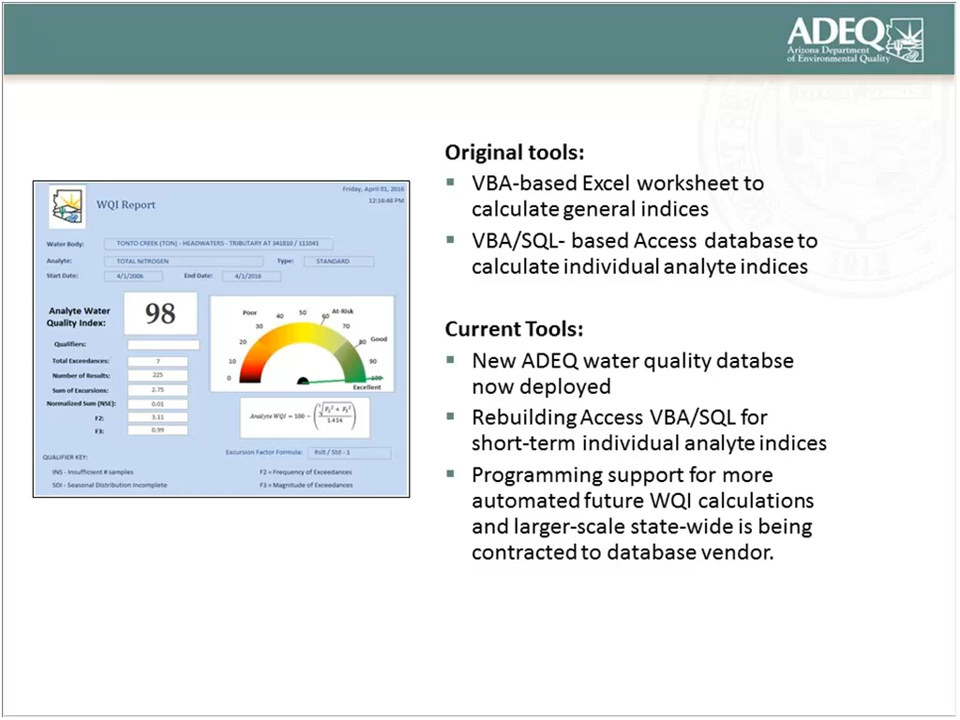 ADEQ
Arizona Department
of Environmental Quality
Original tools:
VBA-based Excel worksheet to
calculate general indices
VBA/SQL- based Access database to
calculate individual analyte indices
Current Tools:
New ADEQ water quality databse
now deployed
Rebuilding Access VBA/SQL for
short-term individual analyte indices
Programming support for more
automated future WQI calculations
and larger-scale state-wide is being
contracted to database vendor.
Friday, April 01, 2016
12:16:48 PM
WQI Report
Water Body: TONTO CREEK (TON) - HEADWATERS - TRIBUTARY AT 341810 / 111041
Analyte: TOTAL NITROGEN Type: STANDARD
Start Date: 4/1/2006 End Date: 4/1/2016
Analyte Water
Quality Index:
98
Qualifiers:
Total Exceedances: 7
Number of Results: 225
Sum of Excursions: 2.75
Normalized Sum (NSE): 0.01
F2: 3.11
F3: 0.99
Poor
At-Risk
Good
Excellent
0
10
20
30
40
50
60
70
80
90
100
Analyte WQI = 100 − (√F₂² + F₃² / 1.414)
Excursion Factor Formula: Rslt / Std - 1
QUALIFIER KEY:
INS - Insufficient # samples F2 = Frequency of Exceedances
SDI - Seasonal Distribution Incomplete F3 = Magnitude of Exceedances
1912